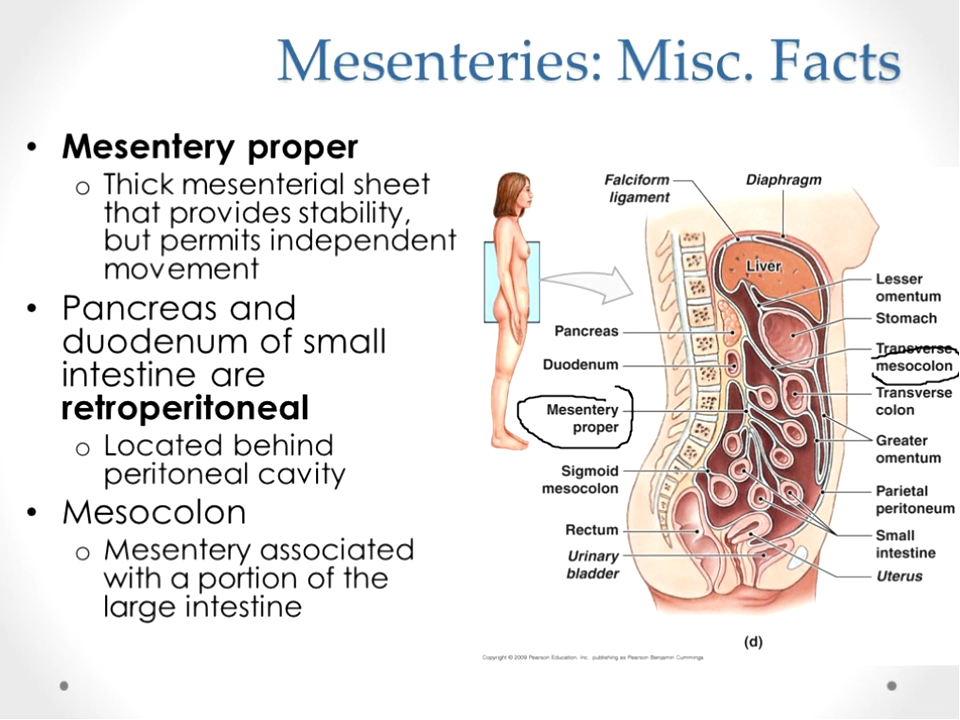 Mesenteries: Misc. Facts
• Mesentery proper
o Thick mesenterial sheet
that provides stability,
but permits independent
movement
• Pancreas and
duodenum of small
intestine are
retroperitoneal
o Located behind
peritoneal cavity
• Mesocolon
o Mesentery associated
with a portion of the
large intestine
Falciform
ligament
Diaphragm
Liver
Lesser
omentum
Stomach
Pancreas
Transverse
mesocolon
Duodenum
Transverse
colon
Mesentery
proper
Greater
omentum
Sigmoid
mesocolon
Parietal
peritoneum
Rectum
Small
intestine
Urinary
bladder
Uterus
(d)
Copyright © 2009 Pearson Education, Inc. publishing as Pearson Benjamin Cummings